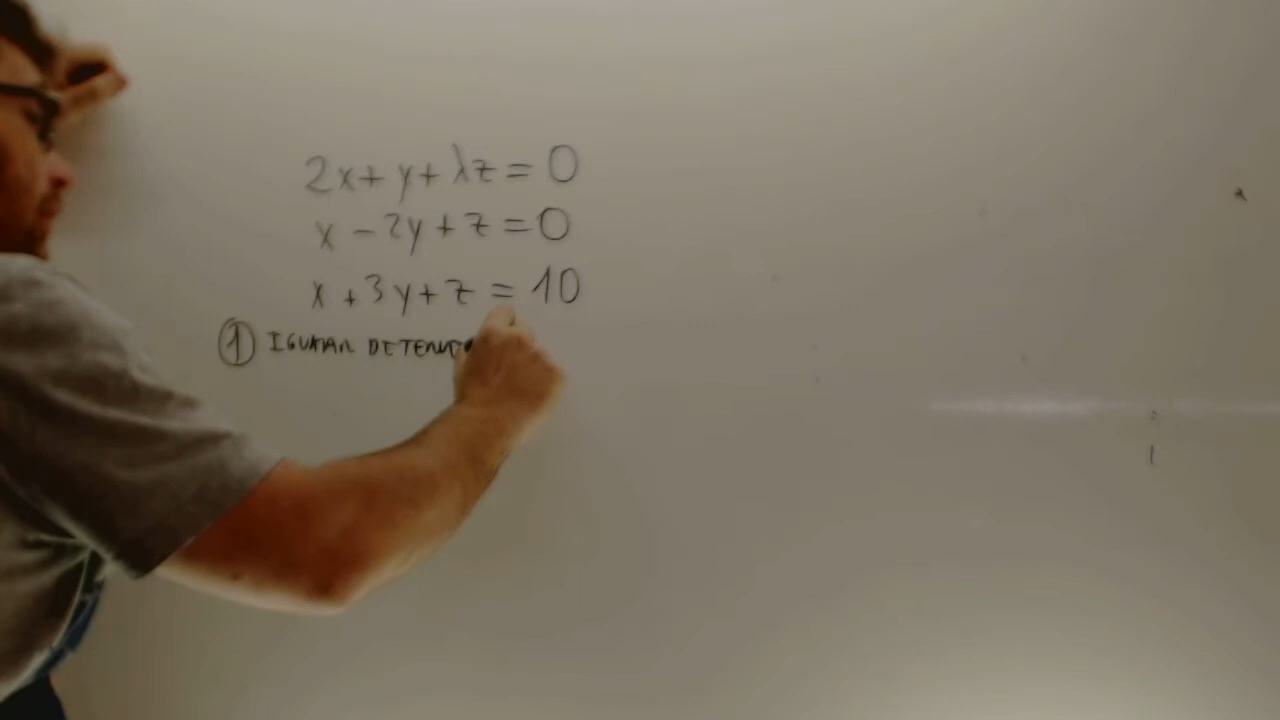 2x + y + λz = 0
x - 2y + z = 0
x + 3y + z = 10
① IGUALAR